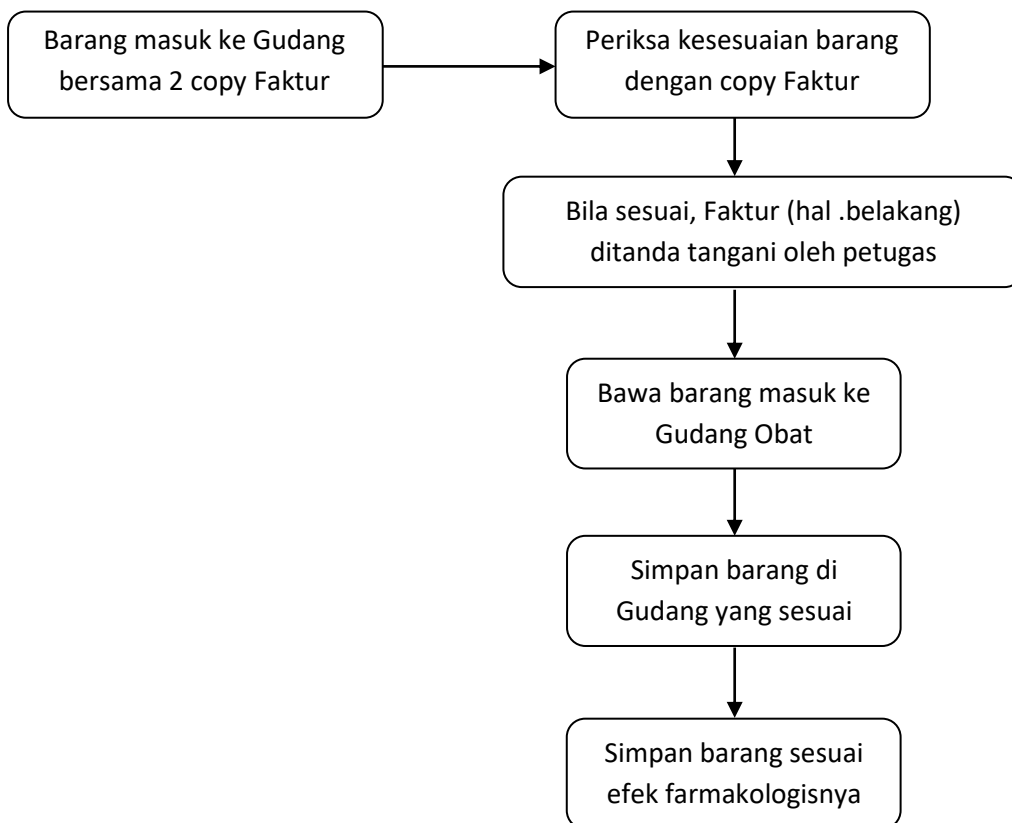 Barang masuk ke Gudang
bersama 2 copy Faktur
Periksa kesesuaian barang
dengan copy Faktur
Bila sesuai, Faktur (hal .belakang)
ditanda tangani oleh petugas
Bawa barang masuk ke
Gudang Obat
Simpan barang di
Gudang yang sesuai
Simpan barang sesuai
efek farmakologisnya